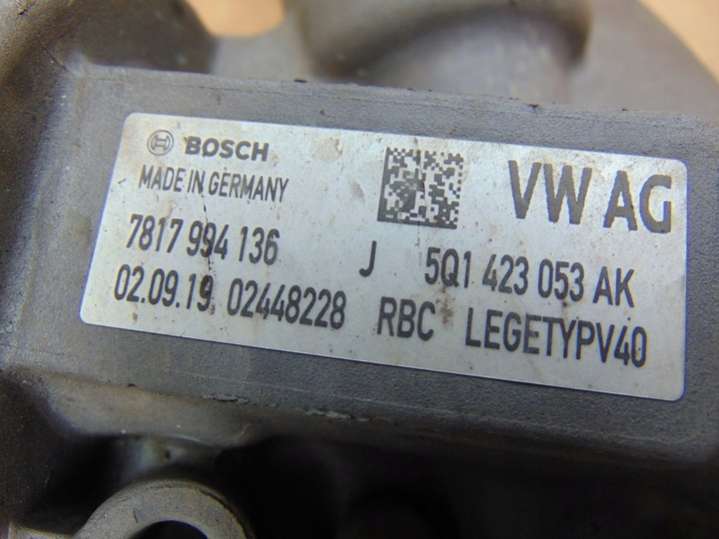 BOSCH
MADE IN GERMANY
VW AG
7817 994 136 J 5Q1 423 053 AK
02.09.19 02448228 RBC LEGETYPV40